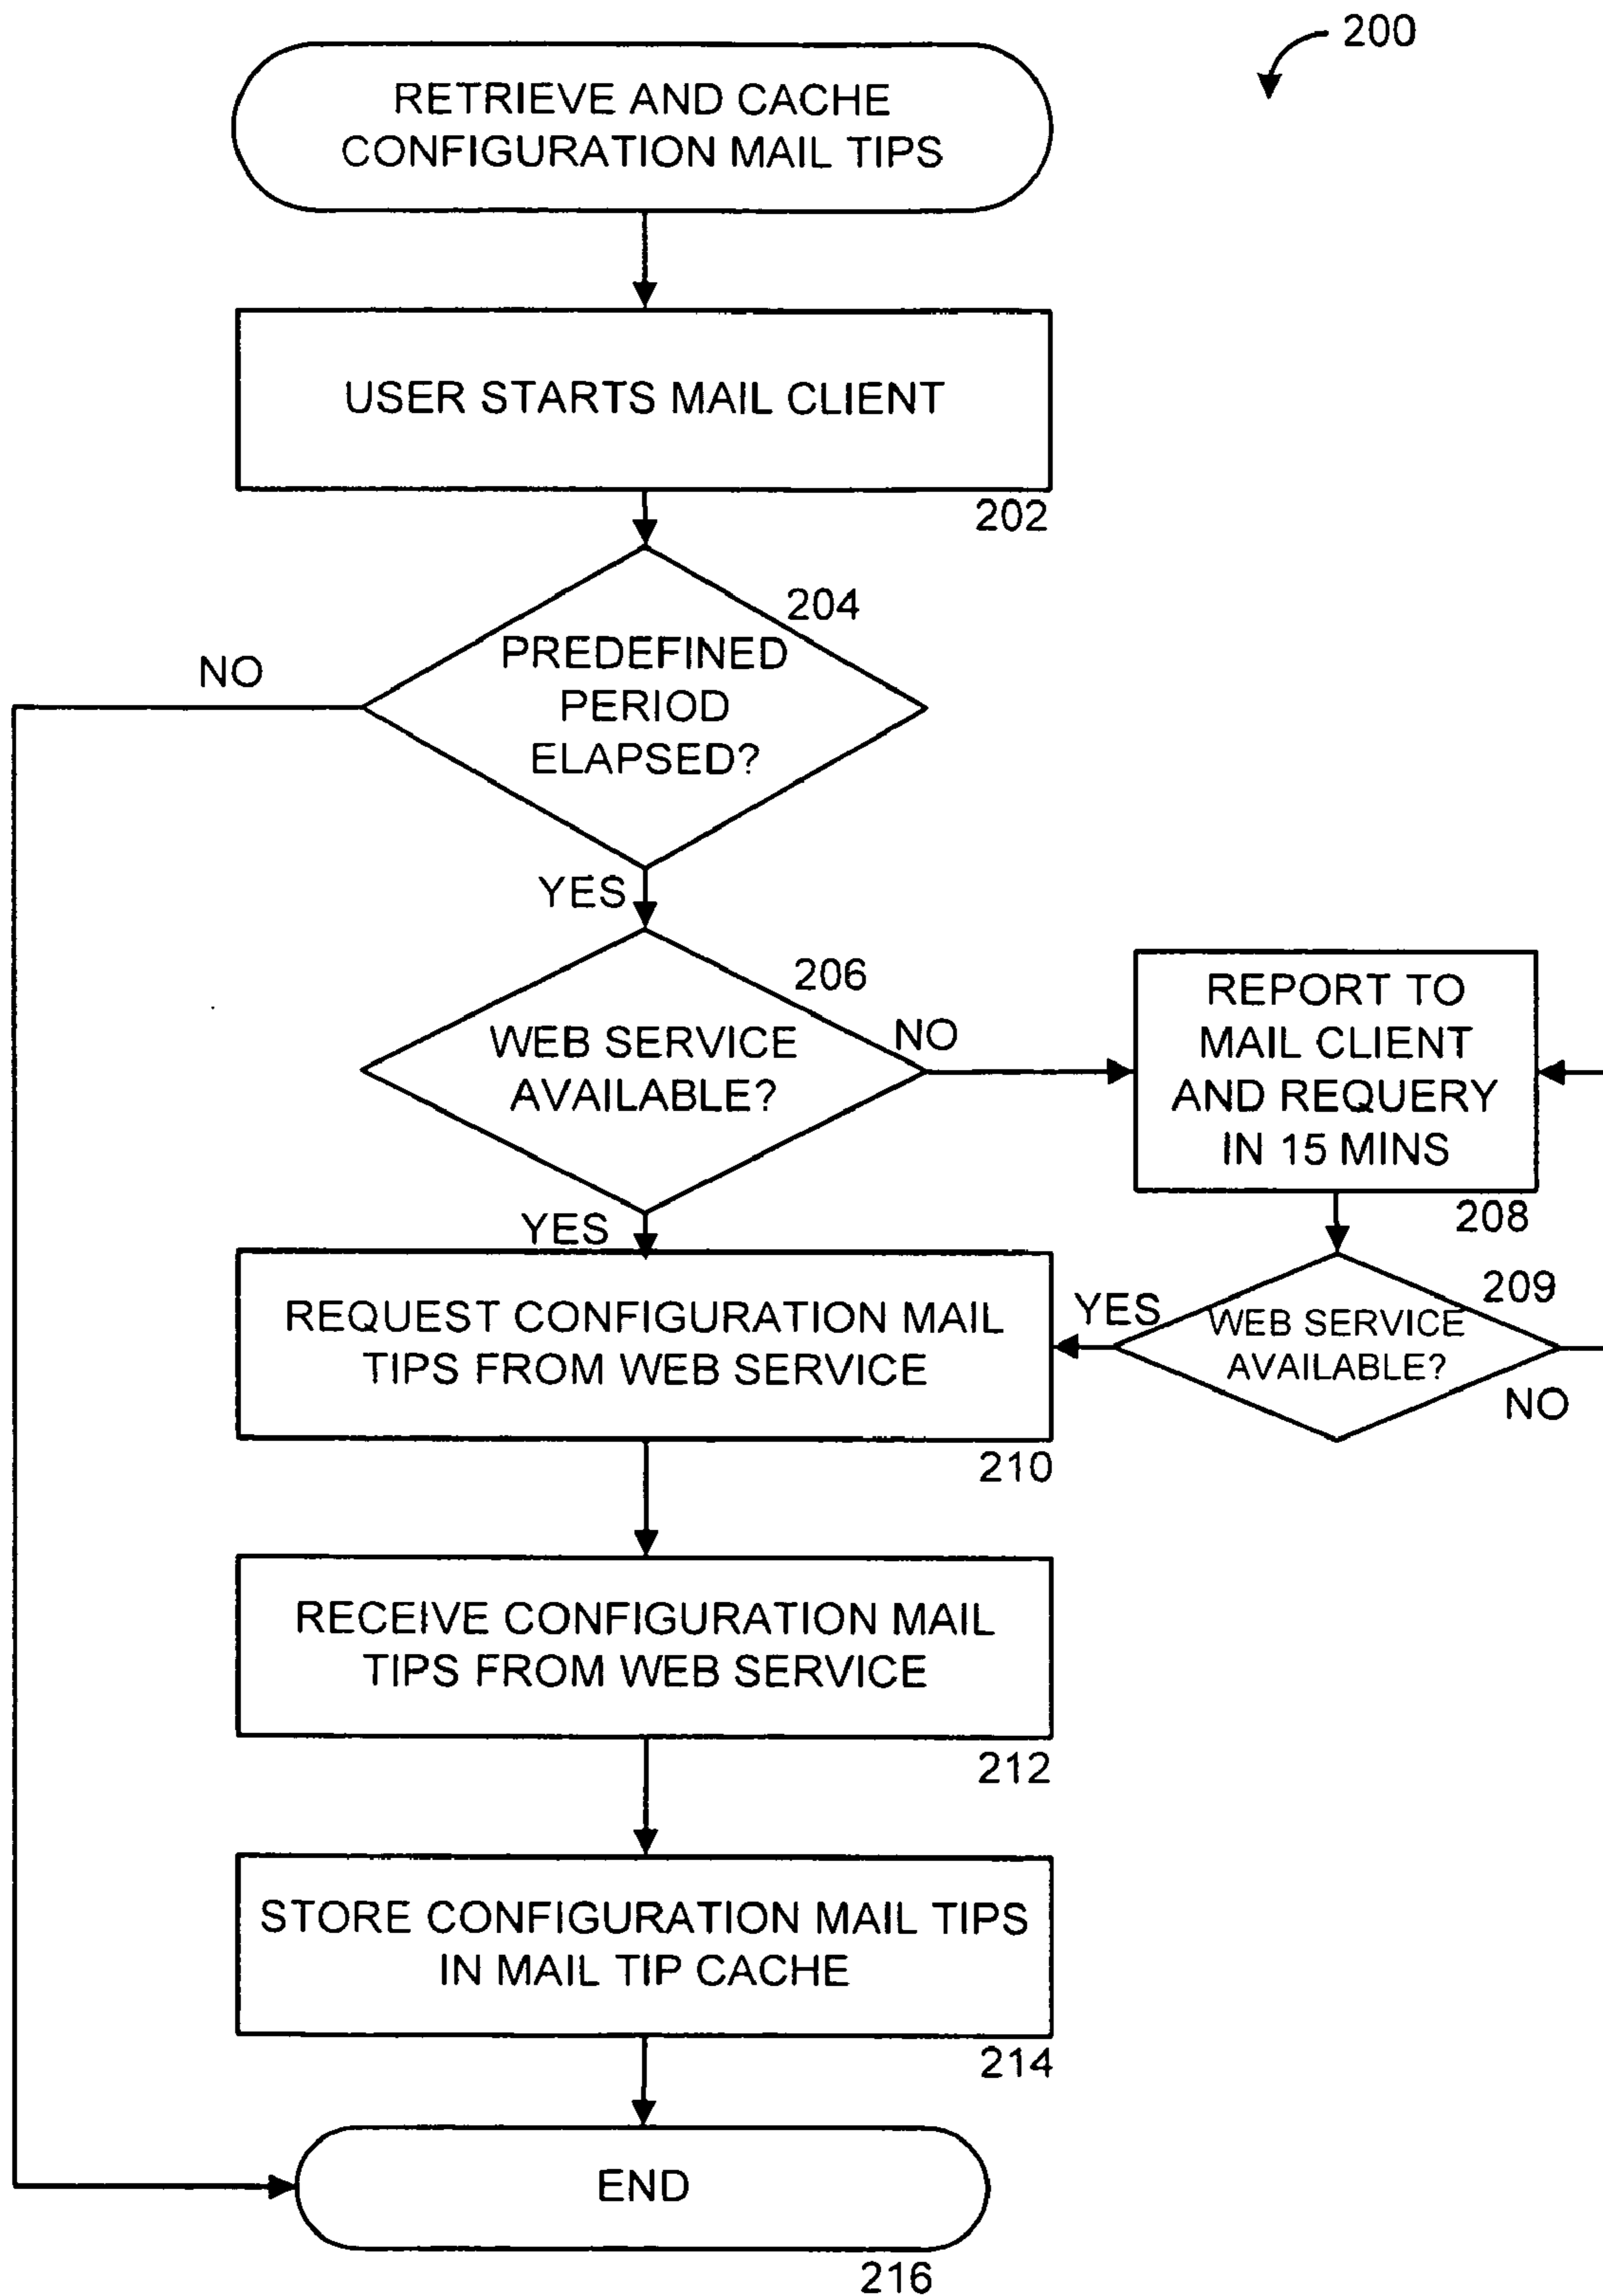 200
RETRIEVE AND CACHE
CONFIGURATION MAIL TIPS
USER STARTS MAIL CLIENT
202
204
PREDEFINED
PERIOD
ELAPSED?
NO
YES
206
WEB SERVICE
AVAILABLE?
NO
REPORT TO
MAIL CLIENT
AND REQUERY
IN 15 MINS
208
YES
209
WEB SERVICE
AVAILABLE?
YES
NO
REQUEST CONFIGURATION MAIL
TIPS FROM WEB SERVICE
210
RECEIVE CONFIGURATION MAIL
TIPS FROM WEB SERVICE
212
STORE CONFIGURATION MAIL TIPS
IN MAIL TIP CACHE
214
END
216